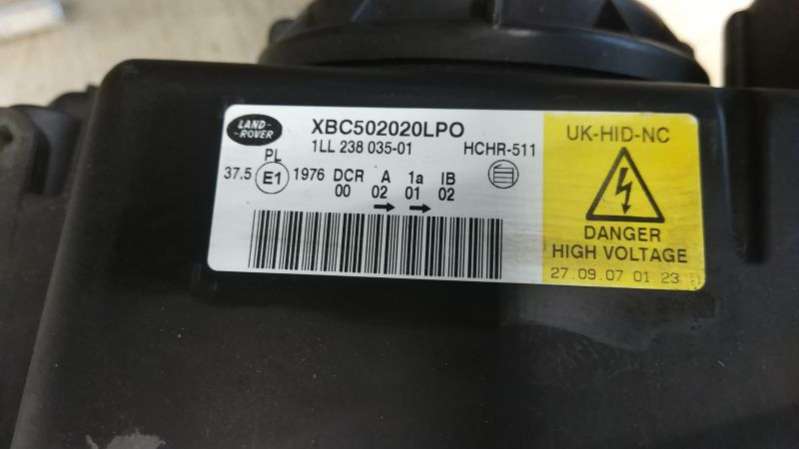 LAND-
-ROVER
XBC502020LPO
1LL 238 035-01 HCHR-511
PL
37.5 E1 1976 DCR A 1a IB
00 02 01 02
UK-HID-NC
DANGER
HIGH VOLTAGE
27.09.07 01 23